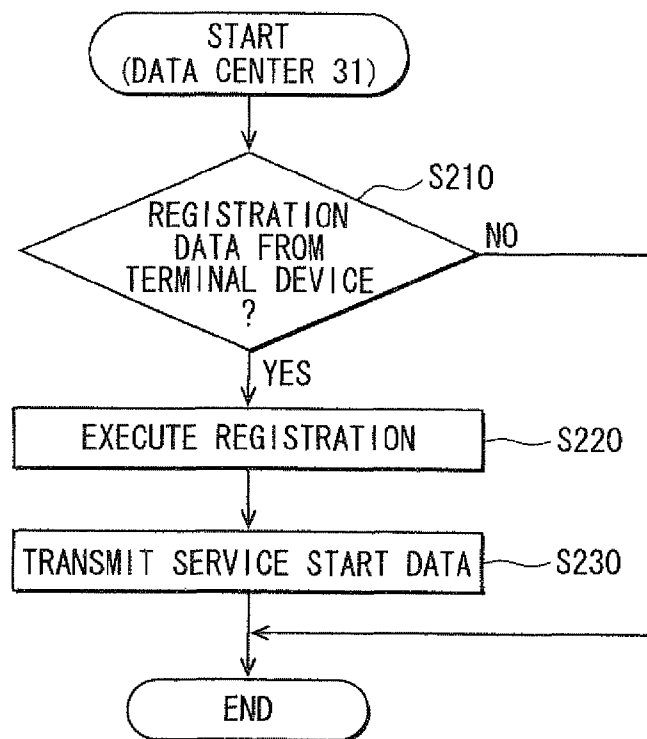 START
(DATA CENTER 31)
S210
REGISTRATION
DATA FROM
TERMINAL DEVICE
?
NO
YES
EXECUTE REGISTRATION
S220
TRANSMIT SERVICE START DATA
S230
END